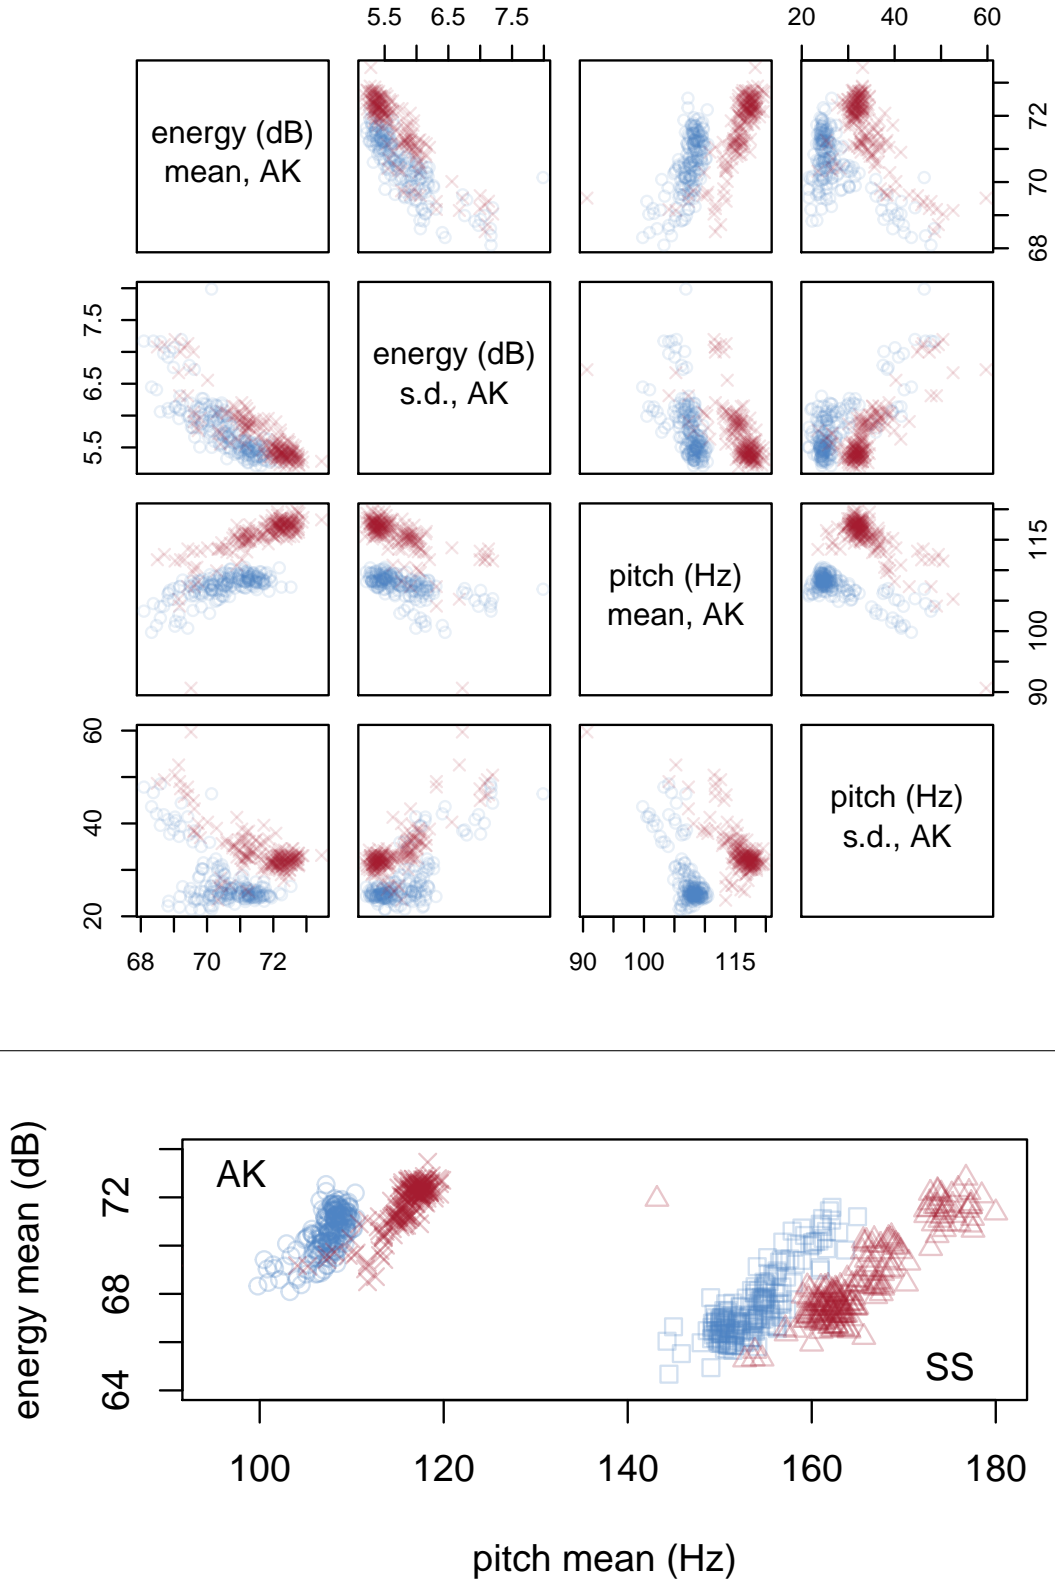 5.5 6.5 7.5 20 40 60
energy (dB)
mean, AK
68 70 72
5.5 6.5 7.5
energy (dB)
s.d., AK
pitch (Hz)
mean, AK
90 100 115
20 40 60
pitch (Hz)
s.d., AK
68 70 72 90 100 115
energy mean (dB)
64 68 72
AK
SS
100 120 140 160 180
pitch mean (Hz)